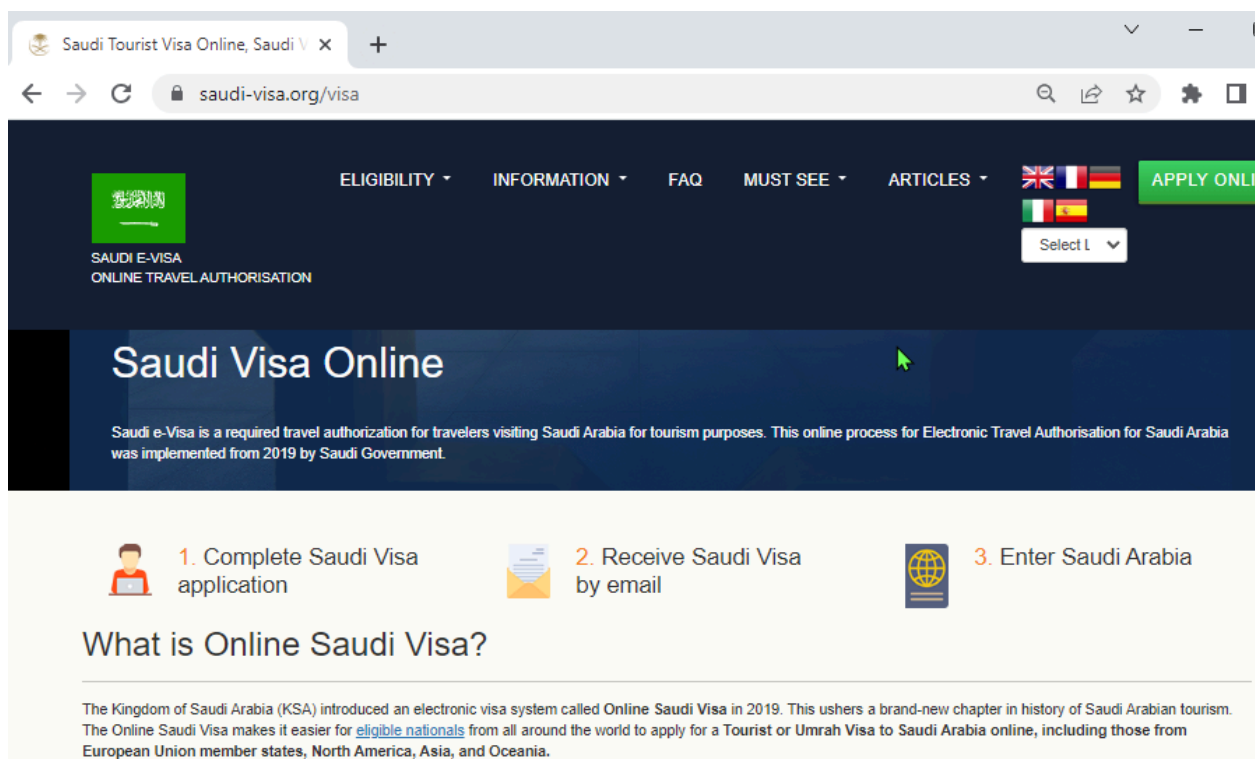 Saudi Tourist Visa Online, Saudi V
saudi-visa.org/visa
ELIGIBILITY
INFORMATION
FAQ
MUST SEE
ARTICLES
APPLY ONLI
Select L
SAUDI E-VISA
ONLINE TRAVEL AUTHORISATION
Saudi Visa Online
Saudi e-Visa is a required travel authorization for travelers visiting Saudi Arabia for tourism purposes. This online process for Electronic Travel Authorisation for Saudi Arabia
was implemented from 2019 by Saudi Government.
1. Complete Saudi Visa
application
2. Receive Saudi Visa
by email
3. Enter Saudi Arabia
What is Online Saudi Visa?
The Kingdom of Saudi Arabia (KSA) introduced an electronic visa system called Online Saudi Visa in 2019. This ushers a brand-new chapter in history of Saudi Arabian tourism.
The Online Saudi Visa makes it easier for eligible nationals from all around the world to apply for a Tourist or Umrah Visa to Saudi Arabia online, including those from
European Union member states, North America, Asia, and Oceania.